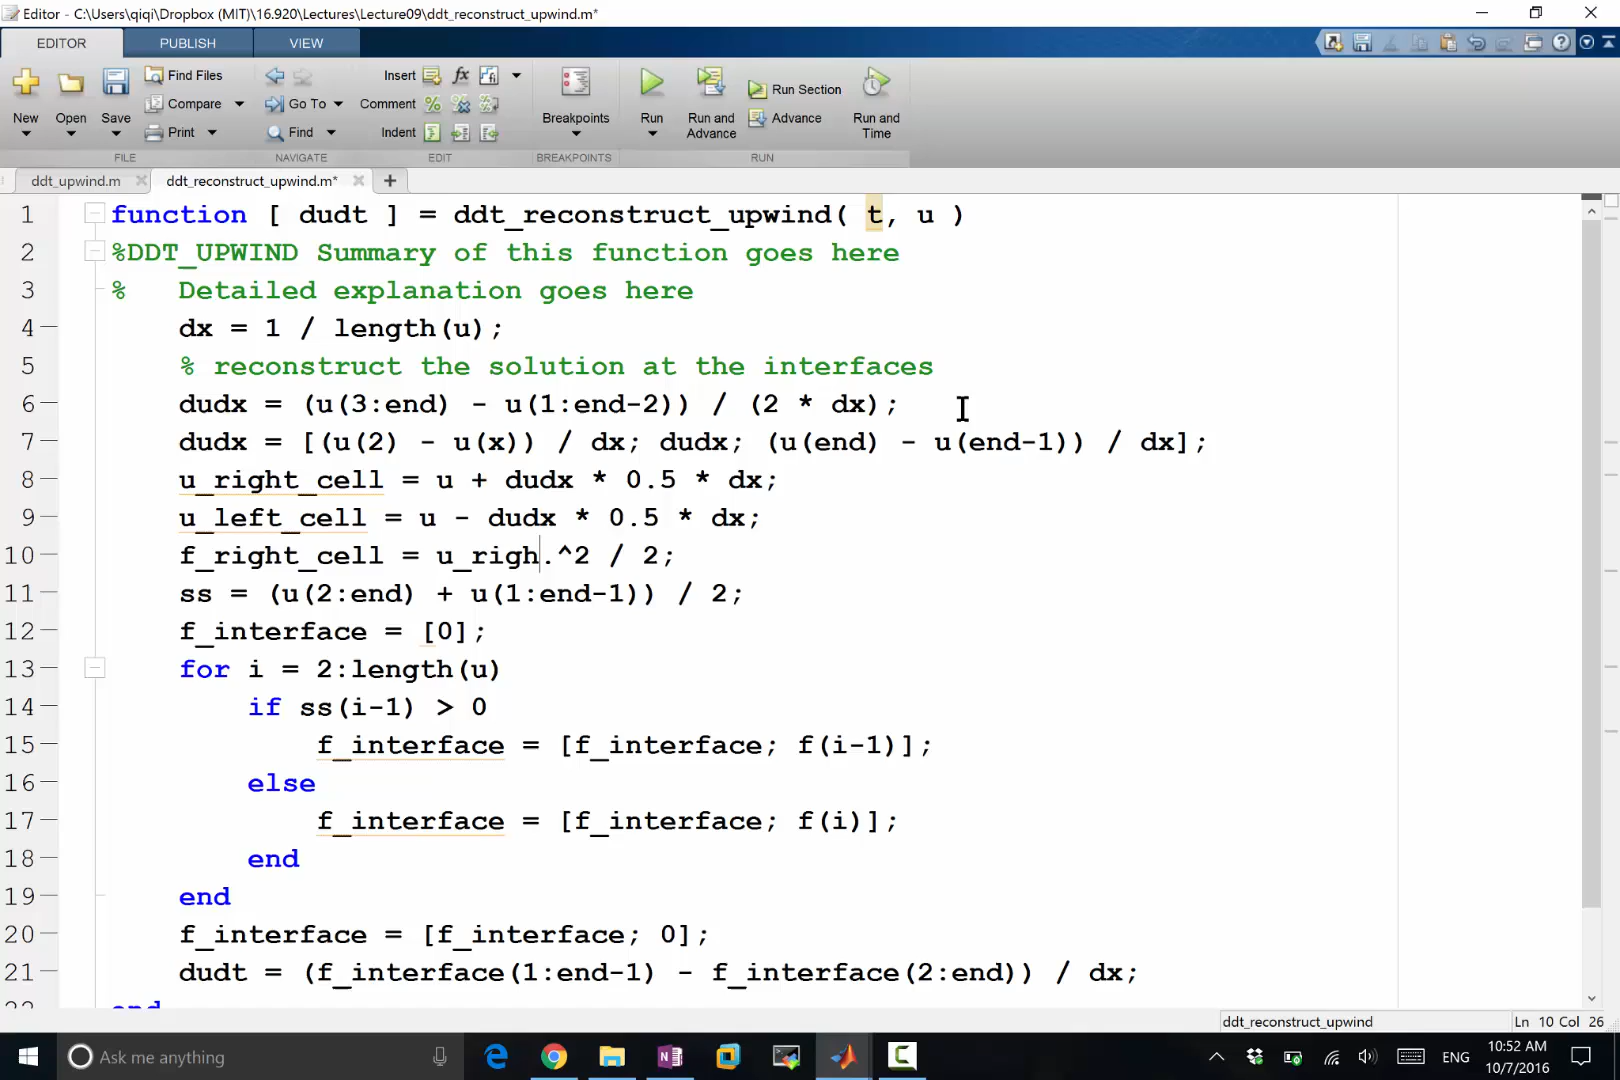 Editor - C:\Users\qiqi\Dropbox (MIT)\16.920\Lectures\Lecture09\ddt_reconstruct_upwind.m*
EDITOR PUBLISH VIEW
New Open Save
Find Files
Compare
Print
Go To
Find
Insert
Comment
Indent
Breakpoints
Run
Run and Advance
Run Section
Advance
Run and Time
FILE NAVIGATE EDIT BREAKPOINTS RUN
ddt_upwind.m ddt_reconstruct_upwind.m* +
1 function [ dudt ] = ddt_reconstruct_upwind( t, u )
2 %DDT_UPWIND Summary of this function goes here
3 %   Detailed explanation goes here
4 dx = 1 / length(u);
5 % reconstruct the solution at the interfaces
6 dudx = (u(3:end) - u(1:end-2)) / (2 * dx);
7 dudx = [(u(2) - u(x)) / dx; dudx; (u(end) - u(end-1)) / dx];
8 u_right_cell = u + dudx * 0.5 * dx;
9 u_left_cell = u - dudx * 0.5 * dx;
10 f_right_cell = u_righ.^2 / 2;
11 ss = (u(2:end) + u(1:end-1)) / 2;
12 f_interface = [0];
13 for i = 2:length(u)
14 if ss(i-1) > 0
15 f_interface = [f_interface; f(i-1)];
16 else
17 f_interface = [f_interface; f(i)];
18 end
19 end
20 f_interface = [f_interface; 0];
21 dudt = (f_interface(1:end-1) - f_interface(2:end)) / dx;
22 end
ddt_reconstruct_upwind Ln 10 Col 26
Ask me anything
ENG
10:52 AM
10/7/2016